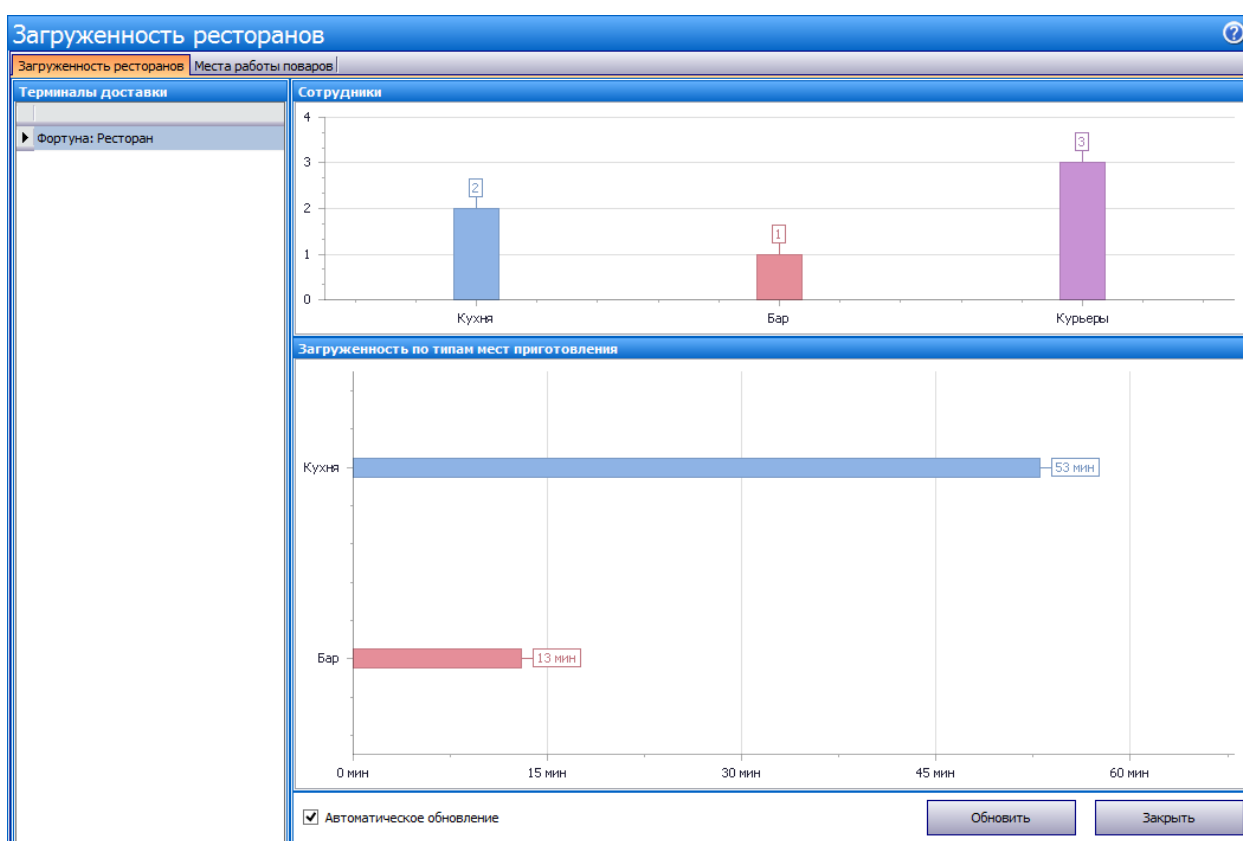 Загруженность ресторанов
Загруженность ресторанов Места работы поваров
Терминалы доставки
Фортуна: Ресторан
Сотрудники
4
3
2
1
0
2
1
3
Кухня Бар Курьеры
Загруженность по типам мест приготовления
Кухня 53 мин
Бар 13 мин
0 мин 15 мин 30 мин 45 мин 60 мин
Автоматическое обновление Обновить Закрыть